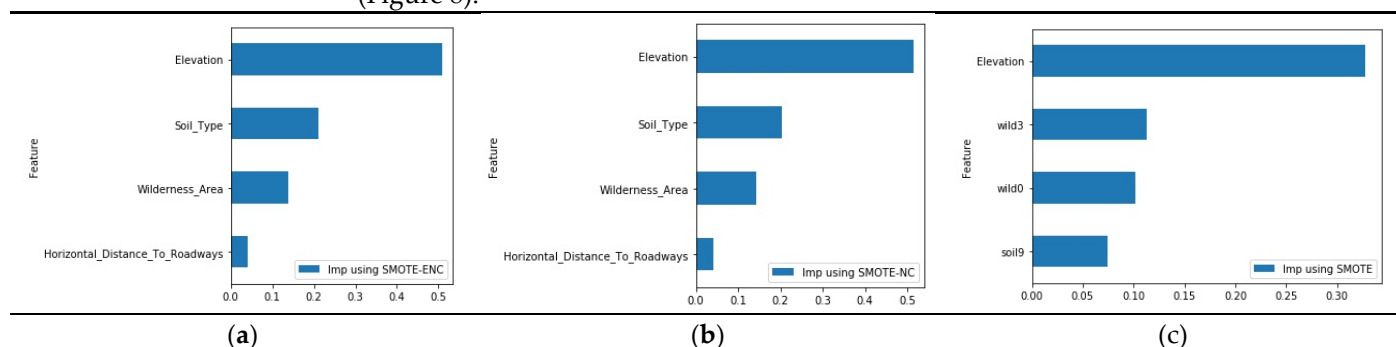 (Figure 8).
Elevation
Soil_Type
Wilderness_Area
Horizontal_Distance_To_Roadways
Feature
Imp using SMOTE-ENC
0.0 0.1 0.2 0.3 0.4 0.5
(a)
Elevation
Soil_Type
Wilderness_Area
Horizontal_Distance_To_Roadways
Feature
Imp using SMOTE-NC
0.0 0.1 0.2 0.3 0.4 0.5
(b)
Elevation
wild3
wild0
soil9
Feature
Imp using SMOTE
0.00 0.05 0.10 0.15 0.20 0.25 0.30
(c)